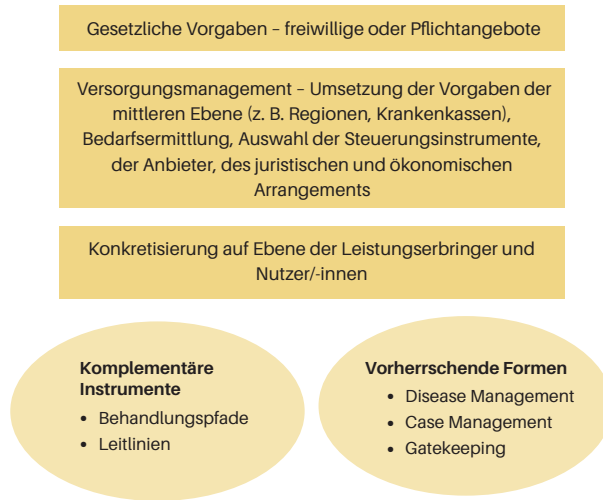 Gesetzliche Vorgaben – freiwillige oder Pflichtangebote
Versorgungsmanagement – Umsetzung der Vorgaben der
mittleren Ebene (z. B. Regionen, Krankenkassen),
Bedarfsermittlung, Auswahl der Steuerungsinstrumente,
der Anbieter, des juristischen und ökonomischen
Arrangements
Konkretisierung auf Ebene der Leistungserbringer und
Nutzer/-innen
Komplementäre
Instrumente
• Behandlungspfade
• Leitlinien
Vorherrschende Formen
• Disease Management
• Case Management
• Gatekeeping